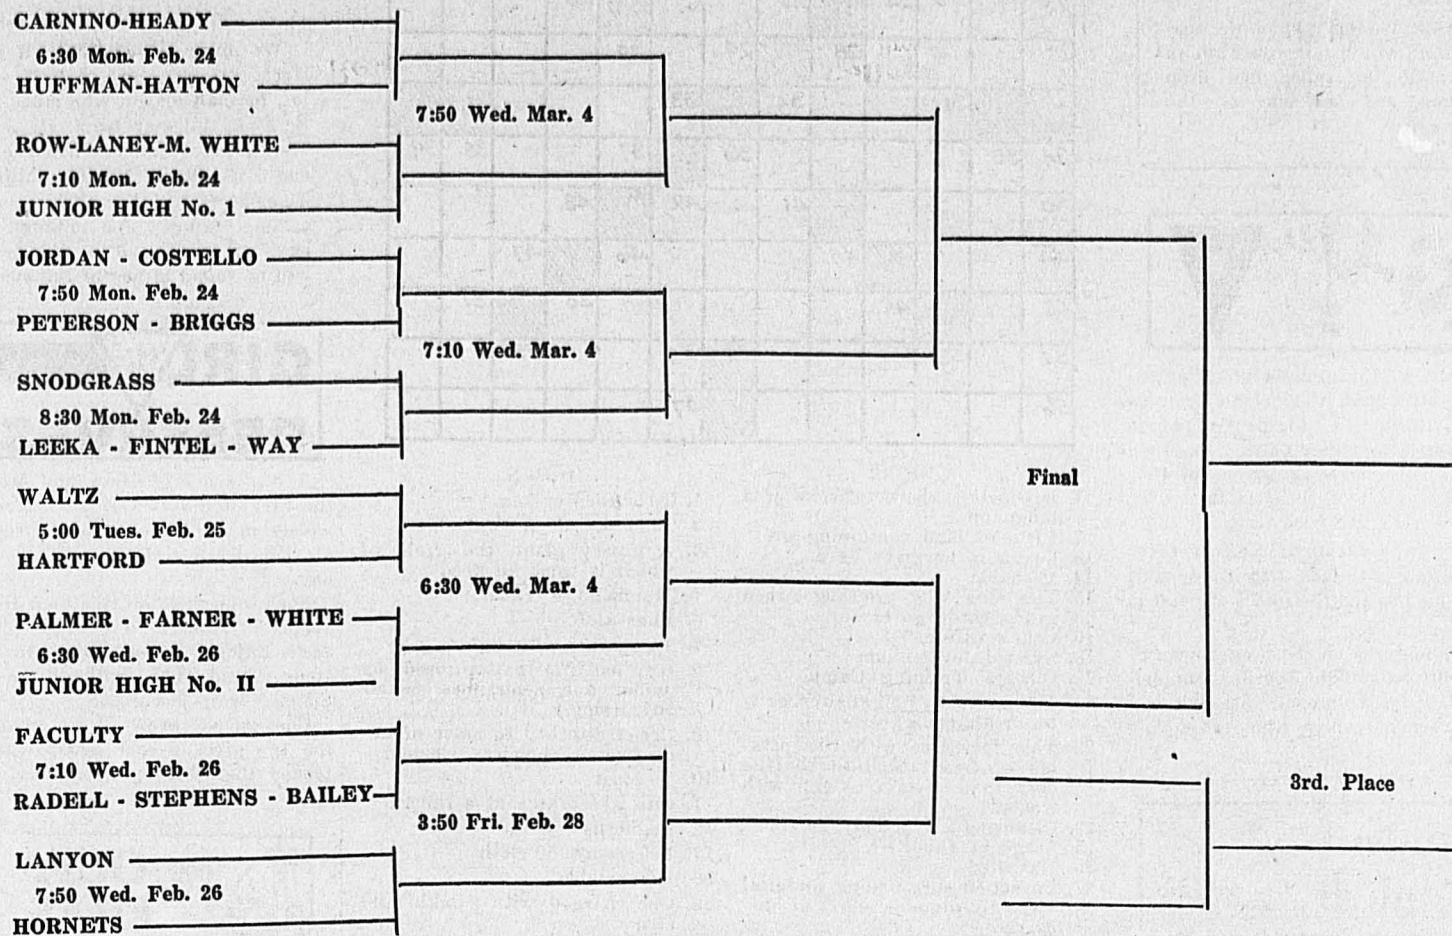 CARNINO-HEADY
6:30 Mon. Feb. 24
HUFFMAN-HATTON
7:50 Wed. Mar. 4
ROW-LANEY-M. WHITE
7:10 Mon. Feb. 24
JUNIOR HIGH No. 1
JORDAN - COSTELLO
7:50 Mon. Feb. 24
PETERSON - BRIGGS
7:10 Wed. Mar. 4
SNODGRASS
8:30 Mon. Feb. 24
LEEKA - FINTEL - WAY
Final
WALTZ
5:00 Tues. Feb. 25
HARTFORD
6:30 Wed. Mar. 4
PALMER - FARNER - WHITE
6:30 Wed. Feb. 26
JUNIOR HIGH No. II
FACULTY
7:10 Wed. Feb. 26
RADELL - STEPHENS - BAILEY
3rd. Place
3:50 Fri. Feb. 28
LANYON
7:50 Wed. Feb. 26
HORNETS